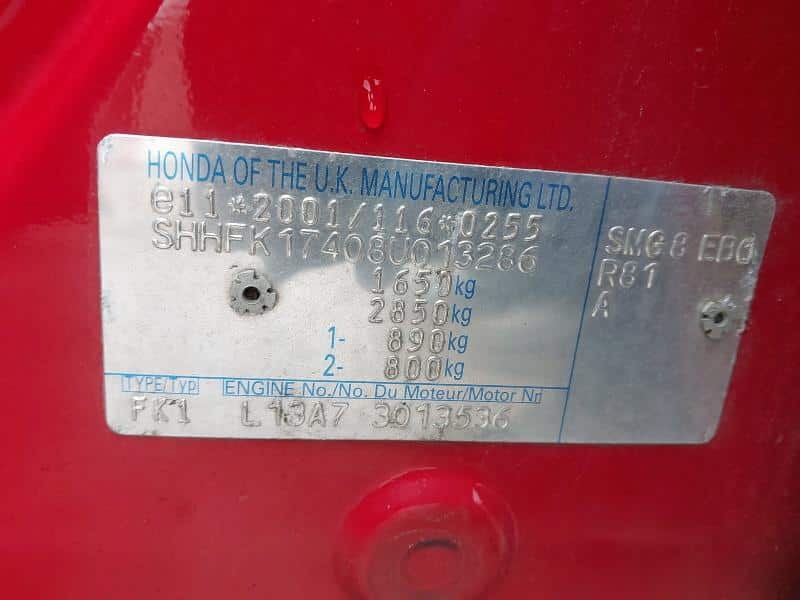 HONDA OF THE U.K. MANUFACTURING LTD.
e11*2001/116*0255
SHHFK17408U013286
1650kg
2850kg
1- 890kg
2- 800kg
TYPE/Typ ENGINE No./No. Du Moteur/Motor Nr
FK1 L13A7 3013536
SMG8
R81
A